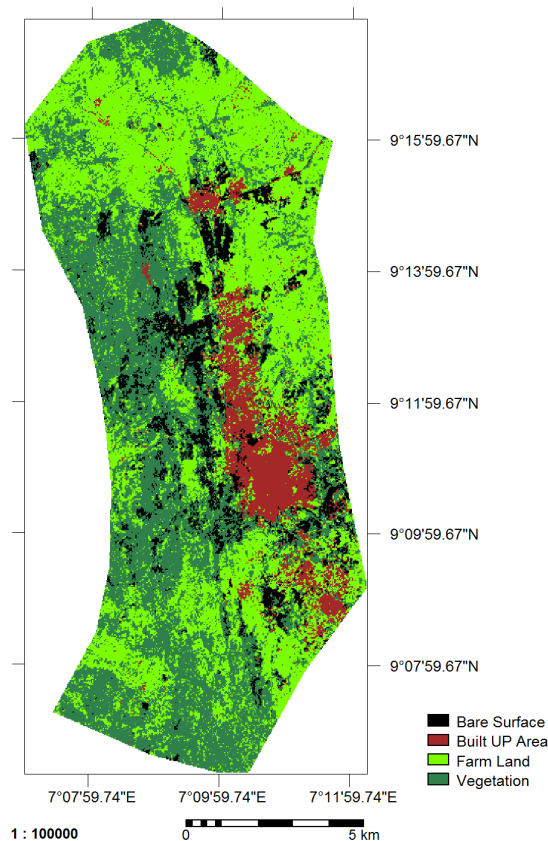 9°15'59.67"N
9°13'59.67"N
9°11'59.67"N
9°09'59.67"N
9°07'59.67"N
Bare Surface
Built UP Area
Farm Land
Vegetation
7°07'59.74"E 7°09'59.74"E 7°11'59.74"E
1 : 100000
0 5 km